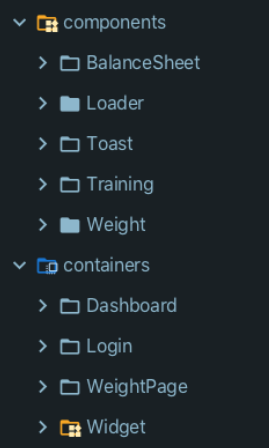 components
BalanceSheet
Loader
Toast
Training
Weight
containers
Dashboard
Login
WeightPage
Widget